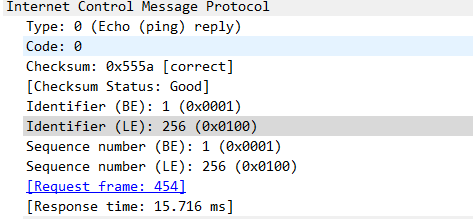 Internet Control Message Protocol
Type: 0 (Echo (ping) reply)
Code: 0
Checksum: 0x555a [correct]
[Checksum Status: Good]
Identifier (BE): 1 (0x0001)
Identifier (LE): 256 (0x0100)
Sequence number (BE): 1 (0x0001)
Sequence number (LE): 256 (0x0100)
[Request frame: 454]
[Response time: 15.716 ms]